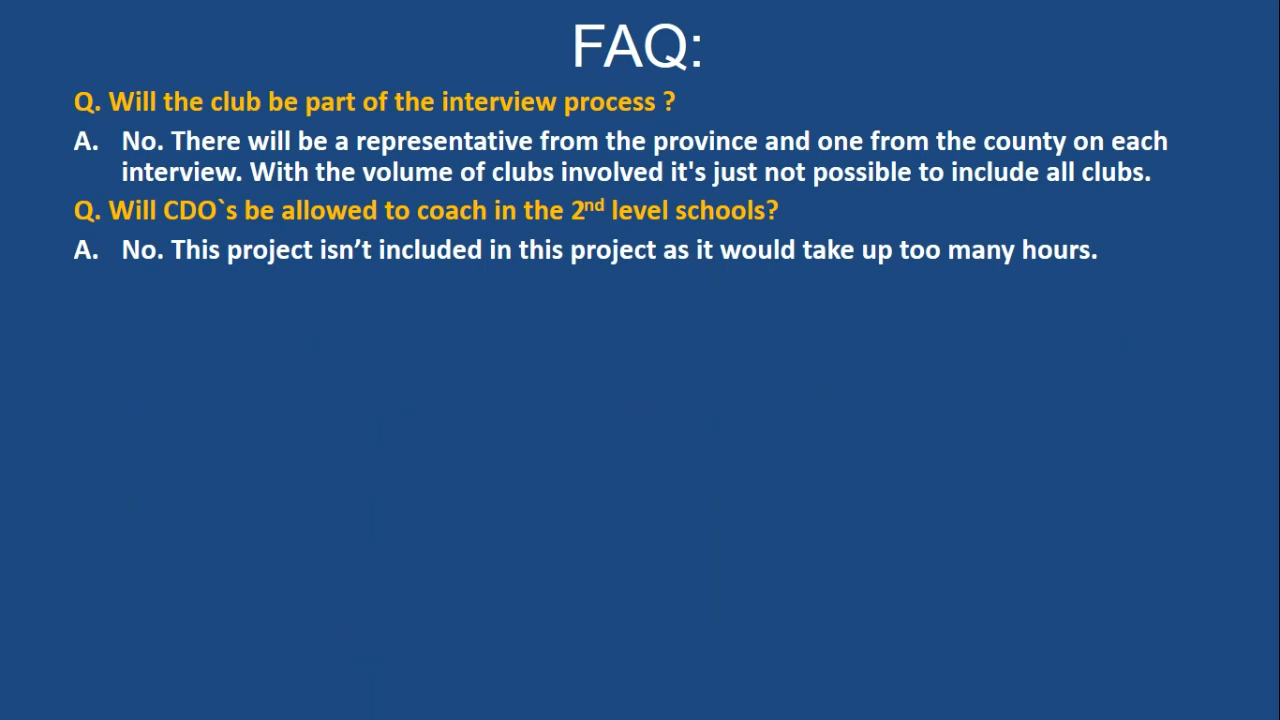 FAQ:
Q. Will the club be part of the interview process ?
A. No. There will be a representative from the province and one from the county on each
interview. With the volume of clubs involved it's just not possible to include all clubs.
Q. Will CDO`s be allowed to coach in the 2nd level schools?
A. No. This project isn’t included in this project as it would take up too many hours.